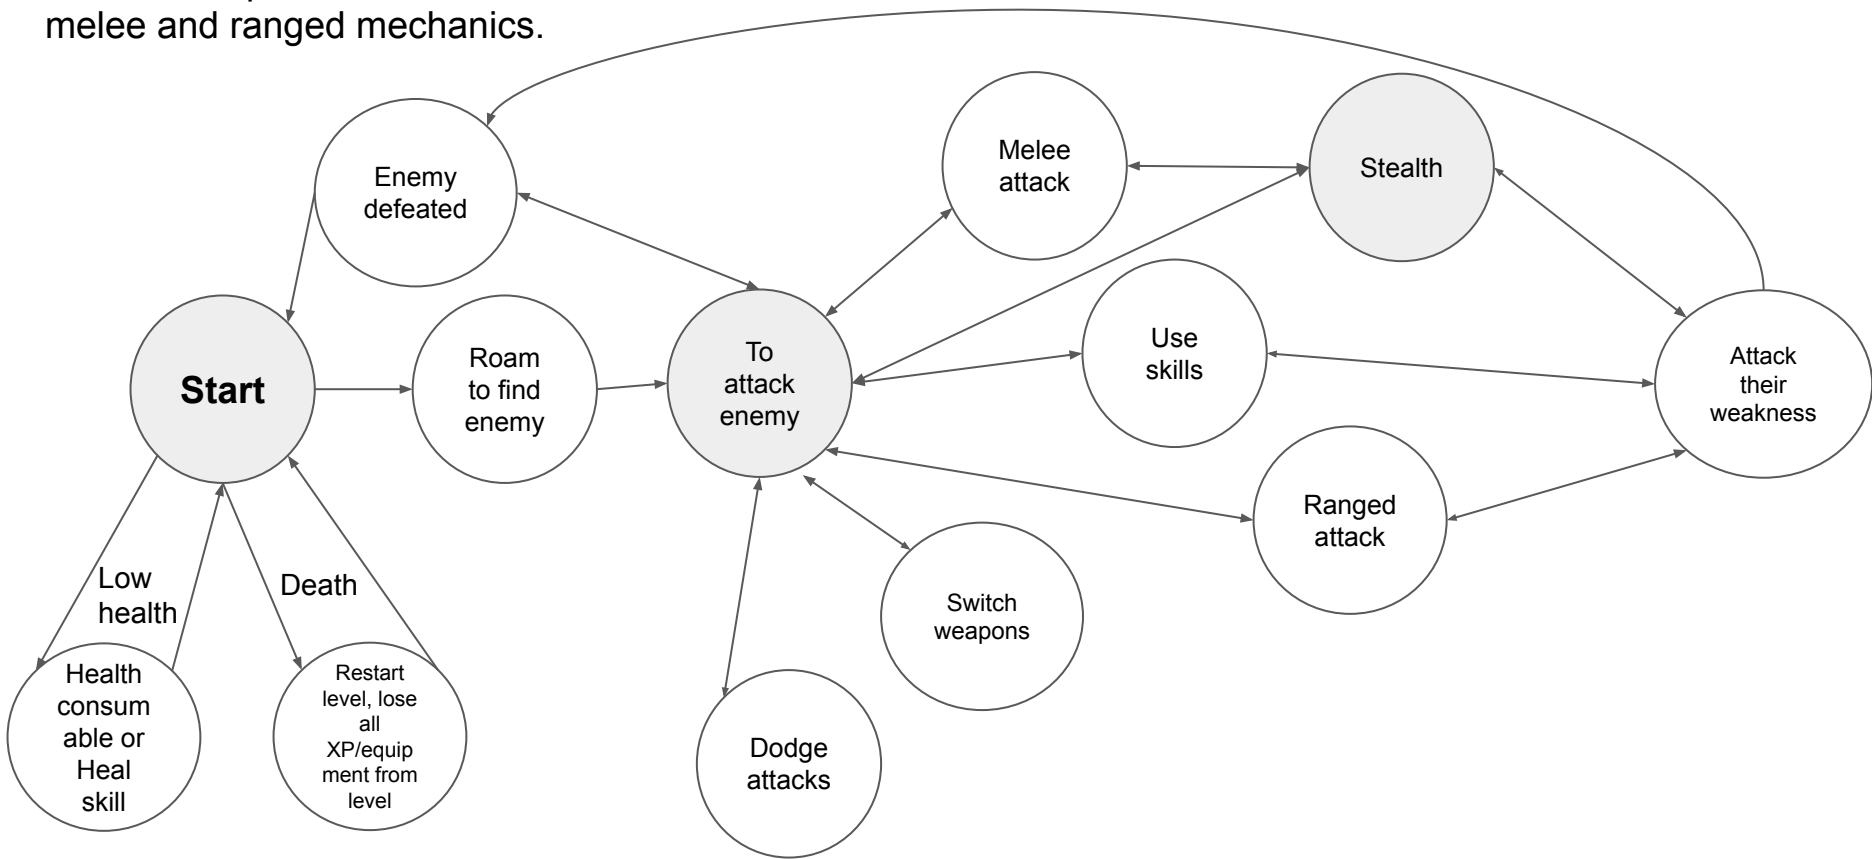 melee and ranged mechanics.
Enemy
defeated
Melee
attack
Stealth
Start
Roam
to find
enemy
To
attack
enemy
Use
skills
Attack
their
weakness
Ranged
attack
Low
health
Death
Switch
weapons
Health
consum
able or
Heal
skill
Restart
level, lose
all
XP/equip
ment from
level
Dodge
attacks